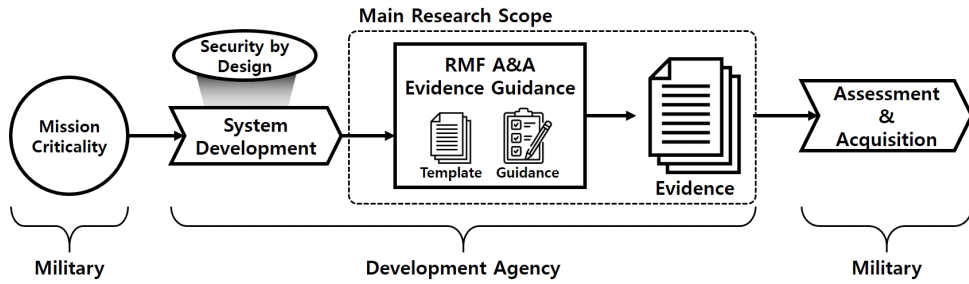 Main Research Scope
Security by
Design
Mission
Criticality
System
Development
RMF A&A
Evidence Guidance
Template
Guidance
Evidence
Assessment
&
Acquisition
Military
Development Agency
Military